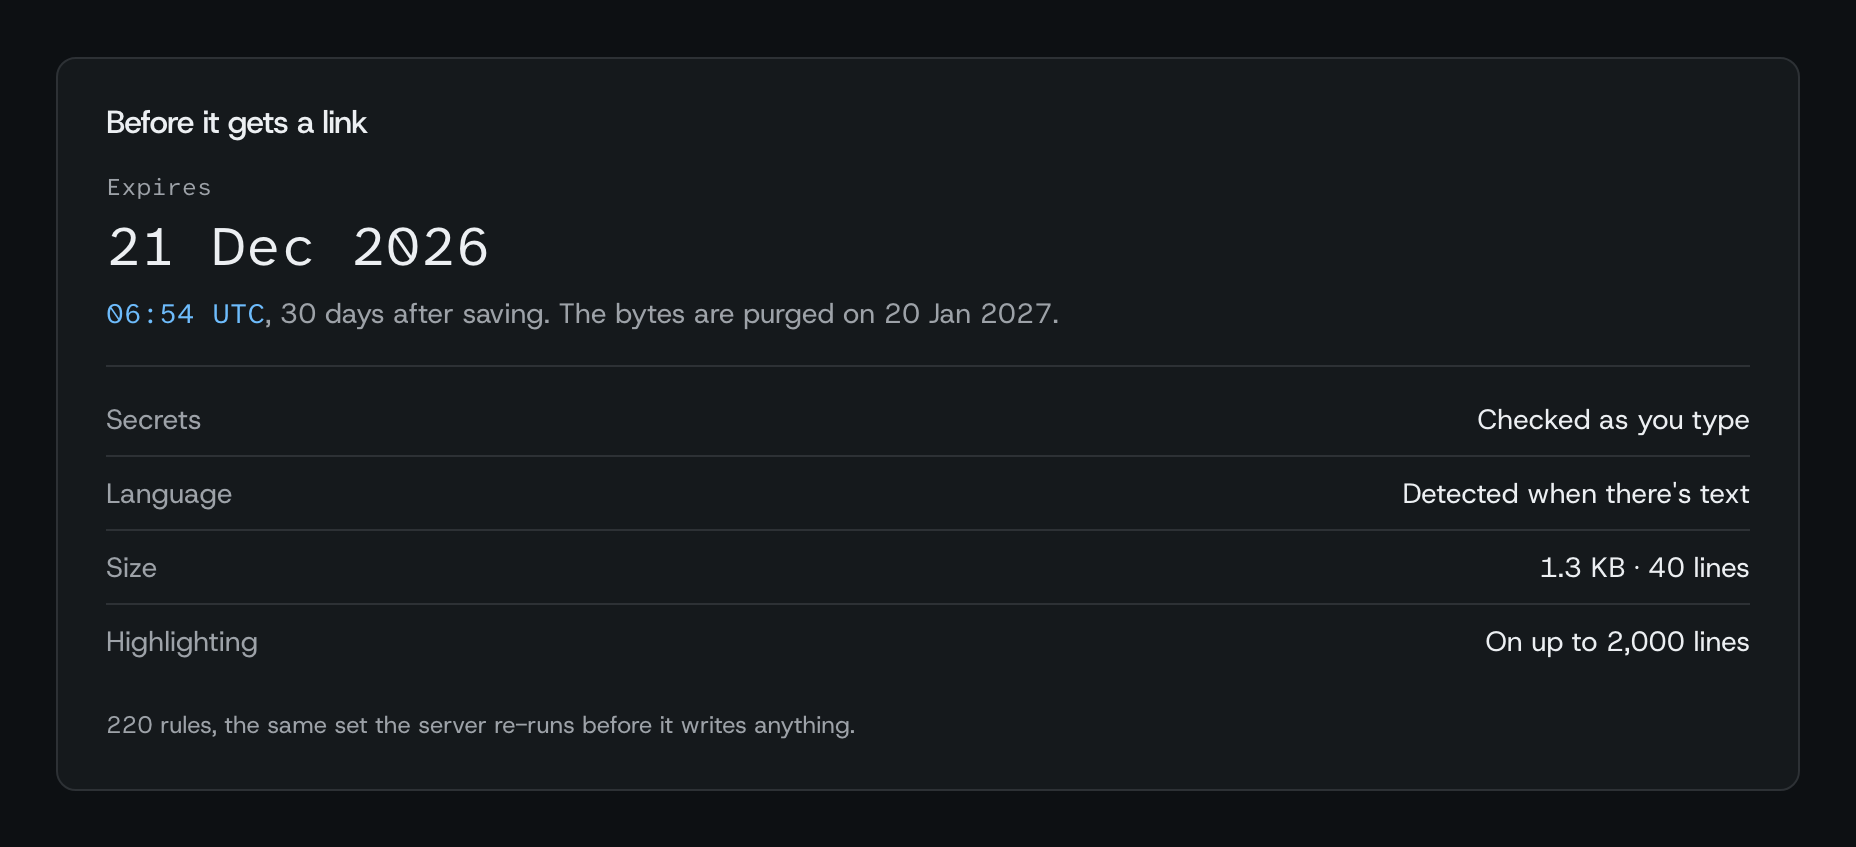 Before it gets a link
Expires
21 Dec 2026
06:54 UTC, 30 days after saving. The bytes are purged on 20 Jan 2027.
Secrets
Checked as you type
Language
Detected when there's text
Size
1.3 KB · 40 lines
Highlighting
On up to 2,000 lines
220 rules, the same set the server re-runs before it writes anything.